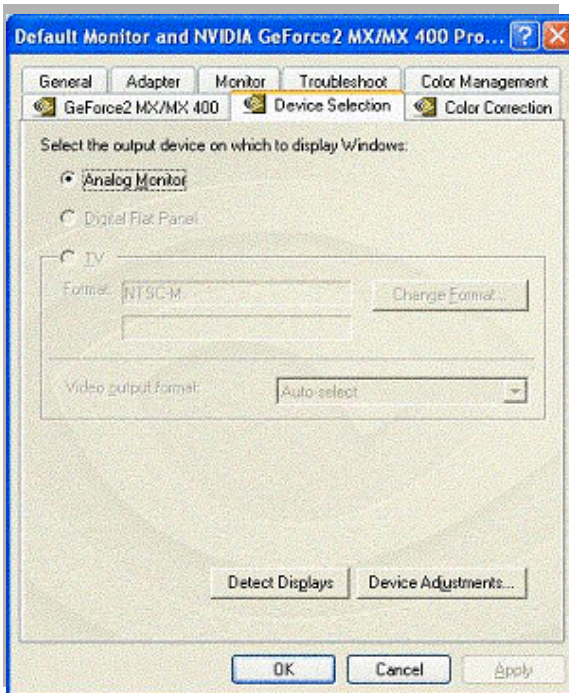 Default Monitor and NVIDIA GeForce2 MX/MX 400 Pro... ?
General Adapter Monitor Troubleshoot Color Management
GeForce2 MX/MX 400 Device Selection Color Correction
Select the output device on which to display Windows:
Analog Monitor
Digital Flat Panel
TV
Format: NTSC-M Change Format...
Video output format: Auto-select
Detect Displays Device Adjustments...
OK Cancel Apply